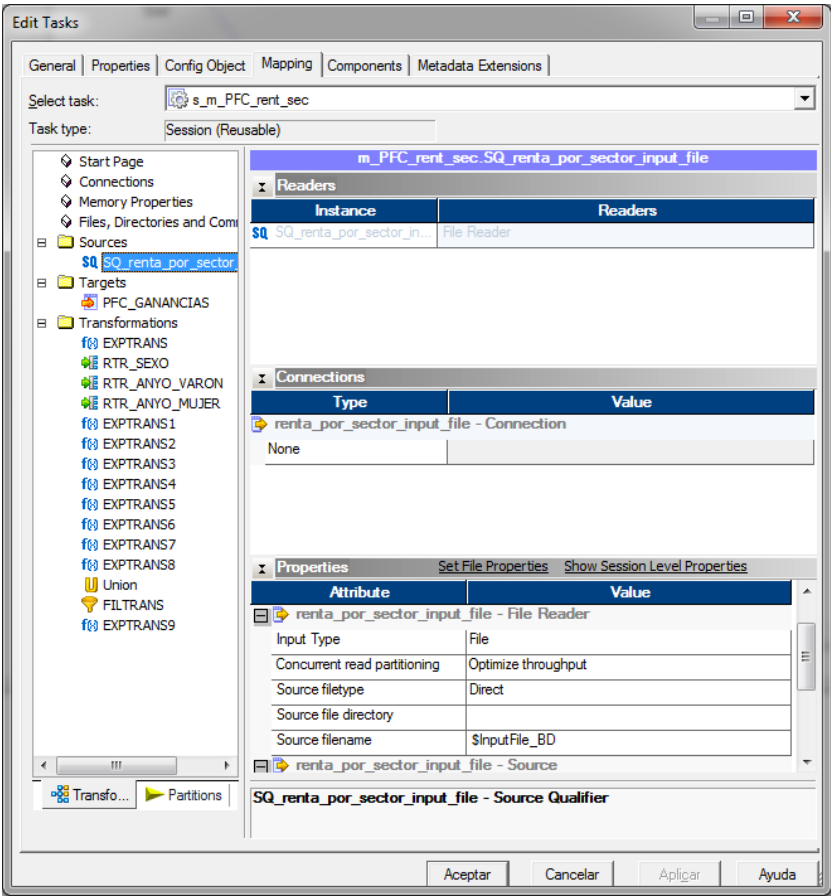 Edit Tasks
General Properties Config Object Mapping Components Metadata Extensions
Select task: s_m_PFC_rent_sec
Task type: Session (Reusable)
Start Page
Connections
Memory Properties
Files, Directories and Com
Sources
SQ SQ_renta_por_sector_
Targets
PFC_GANANCIAS
Transformations
f(x) EXPTRANS
RTR_SEXO
RTR_ANYO_VARON
RTR_ANYO_MUJER
f(x) EXPTRANS1
f(x) EXPTRANS2
f(x) EXPTRANS3
f(x) EXPTRANS4
f(x) EXPTRANS5
f(x) EXPTRANS6
f(x) EXPTRANS7
f(x) EXPTRANS8
Union
FILTRANS
f(x) EXPTRANS9
Transfo... Partitions
m_PFC_rent_sec.SQ_renta_por_sector_input_file
Readers
Instance Readers
SQ SQ_renta_por_sector_in... File Reader
Connections
Type Value
renta_por_sector_input_file - Connection
None
Properties Set File Properties Show Session Level Properties
Attribute Value
renta_por_sector_input_file - File Reader
Input Type File
Concurrent read partitioning Optimize throughput
Source filetype Direct
Source file directory
Source filename $InputFile_BD
renta_por_sector_input_file - Source
SQ_renta_por_sector_input_file - Source Qualifier
Aceptar Cancelar Aplicar Ayuda